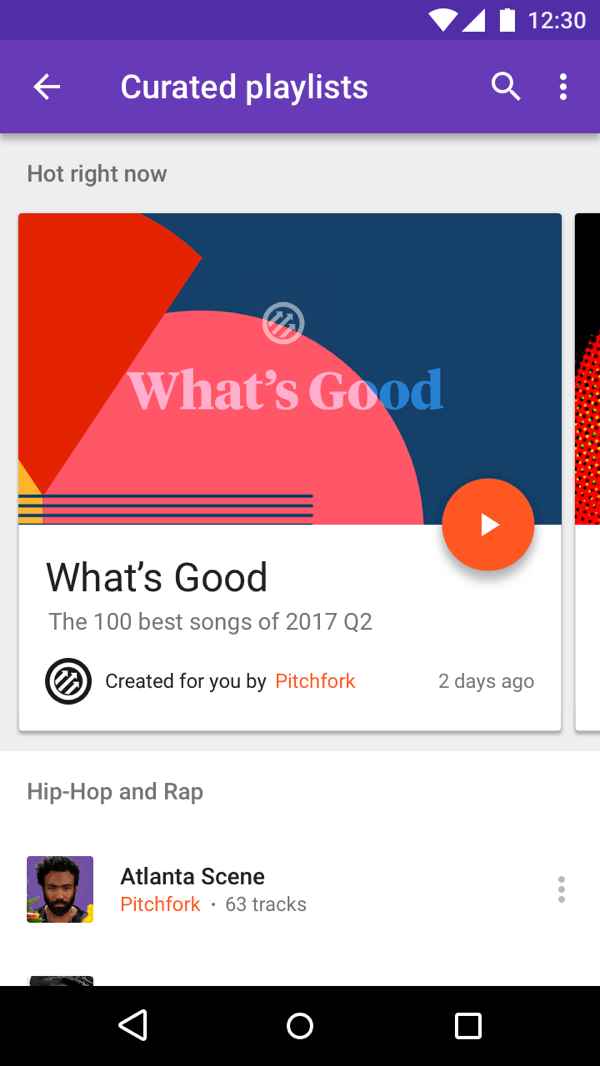 12:30
Curated playlists
Hot right now
What’s Good
What’s Good
The 100 best songs of 2017 Q2
Created for you by Pitchfork 2 days ago
Hip-Hop and Rap
Atlanta Scene
Pitchfork · 63 tracks